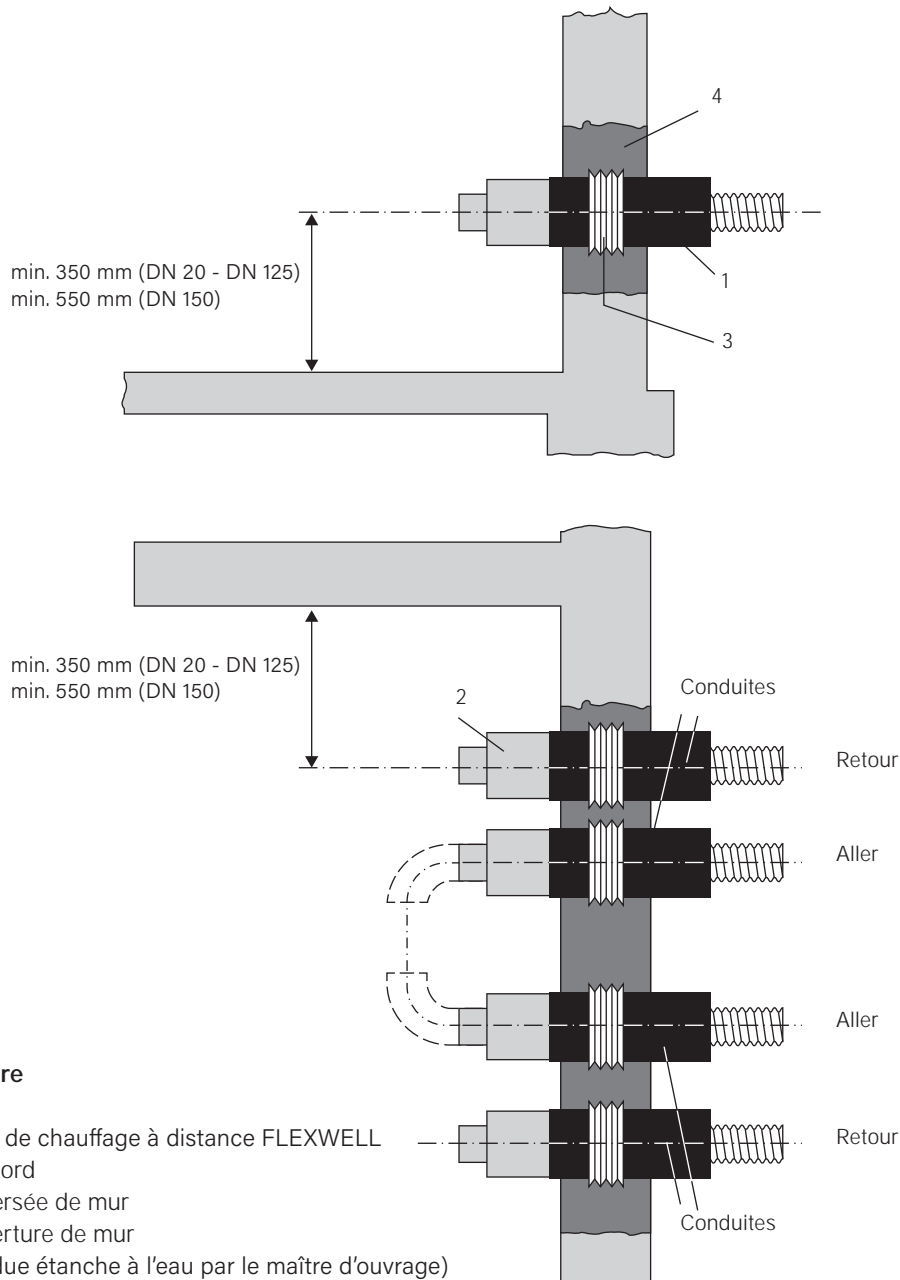 4
min. 350 mm (DN 20 - DN 125)
min. 550 mm (DN 150)
1
3
min. 350 mm (DN 20 - DN 125)
min. 550 mm (DN 150)
2
Conduites
Retour
Aller
Aller
re
de chauffage à distance FLEXWELL
Retour
ord
ersée de mur
erture de mur
Conduites
due étanche à l'eau par le maître d'ouvrage)